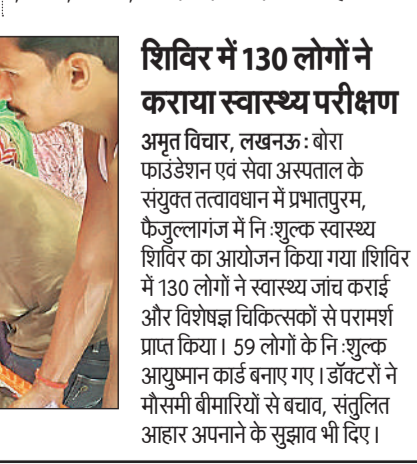 शिविर में 130 लोगों ने
कराया स्वास्थ्य परीक्षण
अमृत विचार, लखनऊ : बोरा
फाउंडेशन एवं सेवा अस्पताल के
संयुक्त तत्वावधान में प्रभातपुरम,
फैजुल्लागंज में नि :शुल्क स्वास्थ्य
शिविर का आयोजन किया गया ।शिविर
में 130 लोगों ने स्वास्थ्य जांच कराई
और विशेषज्ञ चिकित्सकों से परामर्श
प्राप्त किया । 59 लोगों के नि :शुल्क
आयुष्मान कार्ड बनाए गए । डॉक्टरों ने
मौसमी बीमारियों से बचाव, संतुलित
आहार अपनाने के सुझाव भी दिए ।